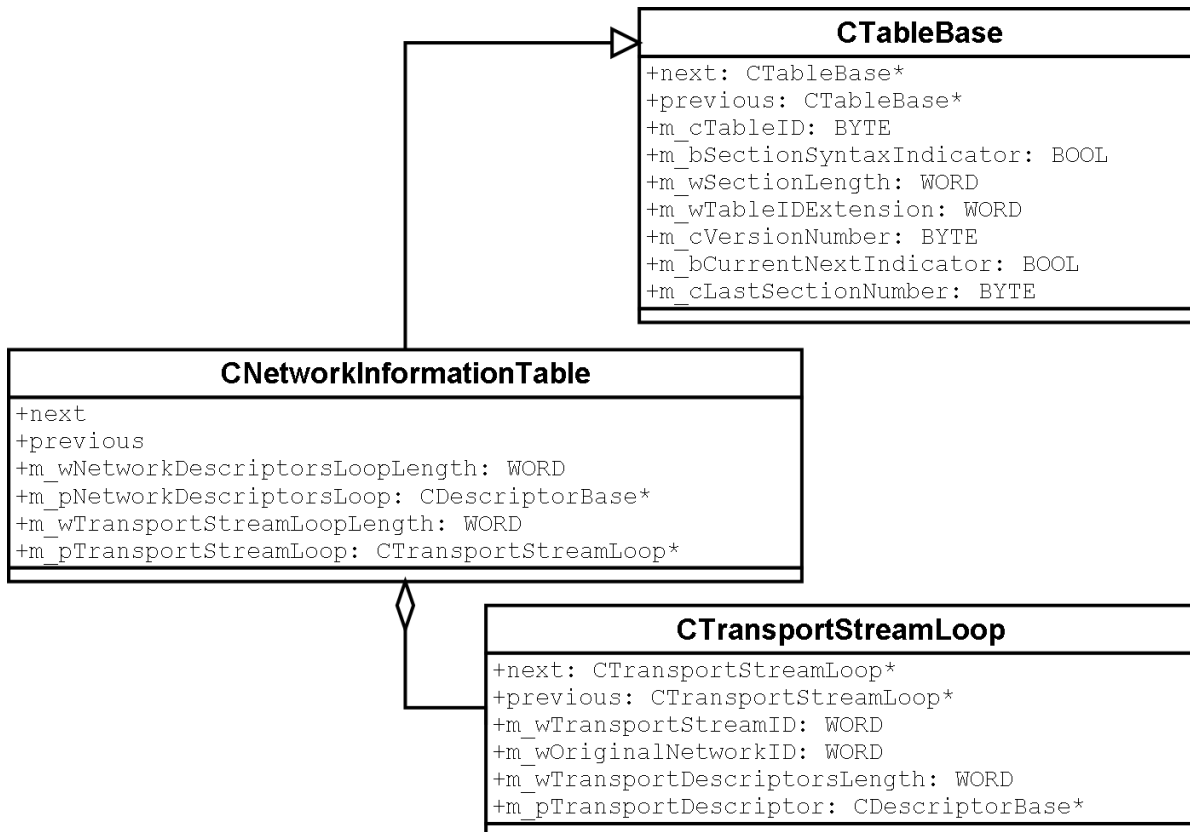 CTableBase
+next: CTableBase*
+previous: CTableBase*
+m_cTableID: BYTE
+m_bSectionSyntaxIndicator: BOOL
+m_wSectionLength: WORD
+m_wTableIDExtension: WORD
+m_cVersionNumber: BYTE
+m_bCurrentNextIndicator: BOOL
+m_cLastSectionNumber: BYTE
CNetworkInformationTable
+next
+previous
+m_wNetworkDescriptorsLoopLength: WORD
+m_pNetworkDescriptorsLoop: CDescriptorBase*
+m_wTransportStreamLoopLength: WORD
+m_pTransportStreamLoop: CTransportStreamLoop*
CTransportStreamLoop
+next: CTransportStreamLoop*
+previous: CTransportStreamLoop*
+m_wTransportStreamID: WORD
+m_wOriginalNetworkID: WORD
+m_wTransportDescriptorsLength: WORD
+m_pTransportDescriptor: CDescriptorBase*